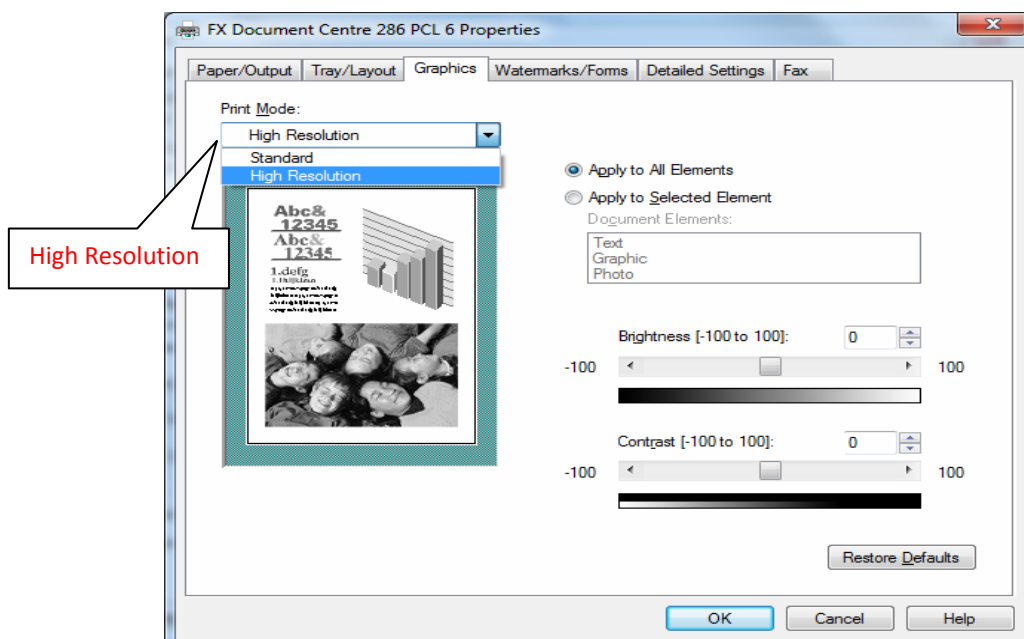 FX Document Centre 286 PCL 6 Properties
Paper/Output Tray/Layout Graphics Watermarks/Forms Detailed Settings Fax
Print Mode:
High Resolution
Standard
High Resolution
High Resolution
Abc&
12345
Abc&
12345
1.defg
Apply to All Elements
Apply to Selected Element
Document Elements:
Text
Graphic
Photo
Brightness [-100 to 100]: 0
-100 100
Contrast [-100 to 100]: 0
-100 100
Restore Defaults
OK Cancel Help